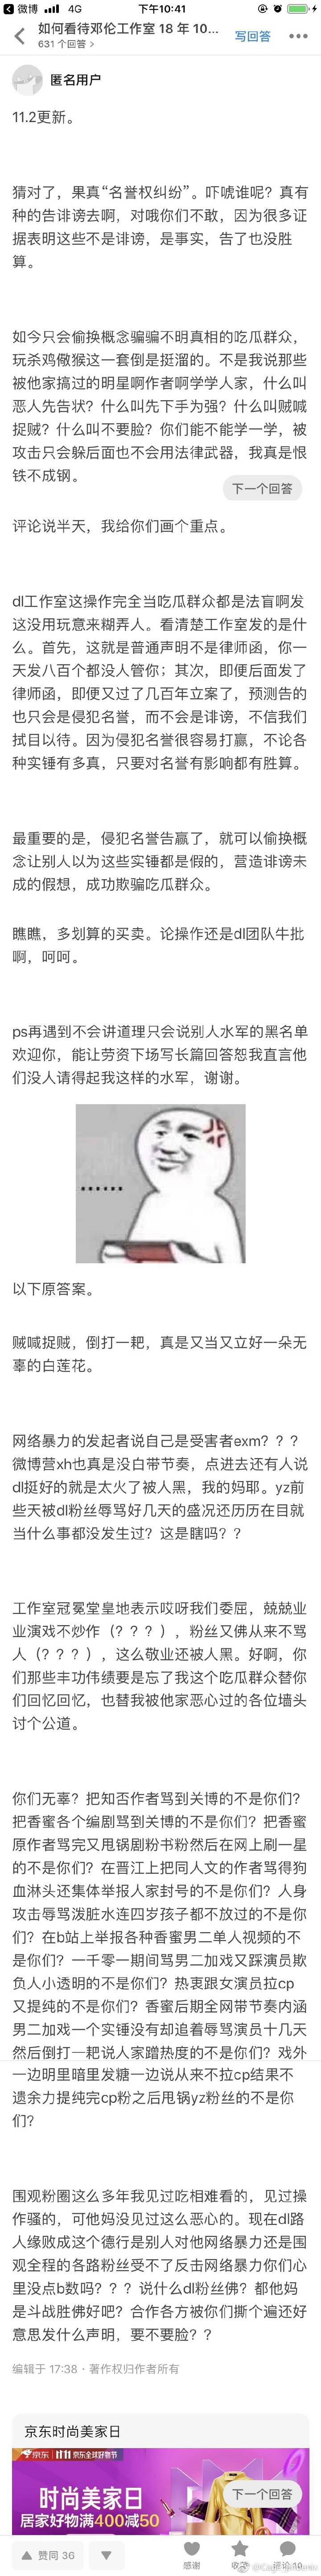 微博 4G 下午10:41
如何看待邓伦工作室 18 年 10...
631 个回答 >
写回答
匿名用户
11.2更新。
猜对了，果真“名誉权纠纷”。吓唬谁呢？真有
种的告诽谤去啊，对哦你们不敢，因为很多证
据表明这些不是诽谤，是事实，告了也没胜
算。
如今只会偷换概念骗骗不明真相的吃瓜群众，
玩杀鸡儆猴这一套倒是挺溜的。不是我说那些
被他家搞过的明星啊作者啊学学人家，什么叫
恶人先告状？什么叫先下手为强？什么叫贼喊
捉贼？什么叫不要脸？你们能不能学一学，被
攻击只会躲后面也不会用法律武器，我真是恨
铁不成钢。
下一个回答
评论说半天，我给你们画个重点。
dl工作室这操作完全当吃瓜群众都是法盲啊发
这没用玩意来糊弄人。看清楚工作室发的是什
么。首先，这就是普通声明不是律师函，你一
天发八百个都没人管你；其次，即便后面发了
律师函，即便又过了几百年立案了，预测告的
也只会是侵犯名誉，而不会是诽谤，不信我们
拭目以待。因为侵犯名誉很容易打赢，不论各
种实锤有多真，只要对名誉有影响都有胜算。
最重要的是，侵犯名誉告赢了，就可以偷换概
念让别人以为这些实锤都是假的，营造诽谤未
成的假想，成功欺骗吃瓜群众。
瞧瞧，多划算的买卖。论操作还是dl团队牛批
啊，呵呵。
ps再遇到不会讲道理只会说别人水军的黑名单
欢迎你，能让劳资下场写长篇回答怼我直言他
们没人请得起我这样的水军，谢谢。
......
以下原答案。
贼喊捉贼，倒打一耙，真是又当又立好一朵无
辜的白莲花。
网络暴力的发起者说自己是受害者exm？？？
微博营xh也真是没白带节奏，点进去还有人说
dl挺好的就是太火了被人黑，我的妈耶。yz前
些天被dl粉丝辱骂好几天的盛况还历历在目就
当什么事都没发生过？这是瞎吗？？
工作室冠冕堂皇地表示哎呀我们委屈，兢兢业
业演戏不炒作（？？？），粉丝又佛从来不骂
人（？？？），这么敬业还被人黑。好啊，你
们那些丰功伟绩要是忘了我这个吃瓜群众替你
们回忆回忆，也替我被他家恶心过的各位墙头
讨个公道。
你们无辜？把知否作者骂到关博的不是你们？
把香蜜各个编剧骂到关博的不是你们？把香蜜
原作者骂完又甩锅剧粉书粉然后在网上刷一星
的不是你们？在晋江上把同人文的作者骂得狗
血淋头还集体举报人家封号的不是你们？人身
攻击辱骂泼脏水连四岁孩子都不放过的不是你
们？在b站上举报各种香蜜男二单人视频的不
是你们？一千零一期间骂男二加戏又踩演员欺
负人小透明的不是你们？热衷跟女演员拉cp
又提纯的不是你们？香蜜后期全网带节奏内涵
男二加戏一个实锤没有却追着辱骂演员十几天
然后倒打一耙说人家蹭热度的不是你们？戏外
一边明里暗里发糖一边说从来不拉cp结果不
遗余力提纯完cp粉之后甩锅yz粉丝的不是你
们？
围观粉圈这么多年我见过吃相难看的，见过操
作骚的，可他妈没见过这么恶心的。现在dl路
人缘败成这个德行是别人对他网络暴力还是围
观全程的各路粉丝受不了反击网络暴力你们心
里没点b数吗？？？说什么dl粉丝佛？都他妈
是斗战胜佛好吧？合作各方被你们撕个遍还好
意思发什么声明，要不要脸？？
编辑于 17:38 · 著作权归作者所有
京东时尚美家日
京东 11.11 京东全球好物节
时尚美家日
居家好物满400减50
下一个回答
赞同 36
感谢
收藏
评论 10